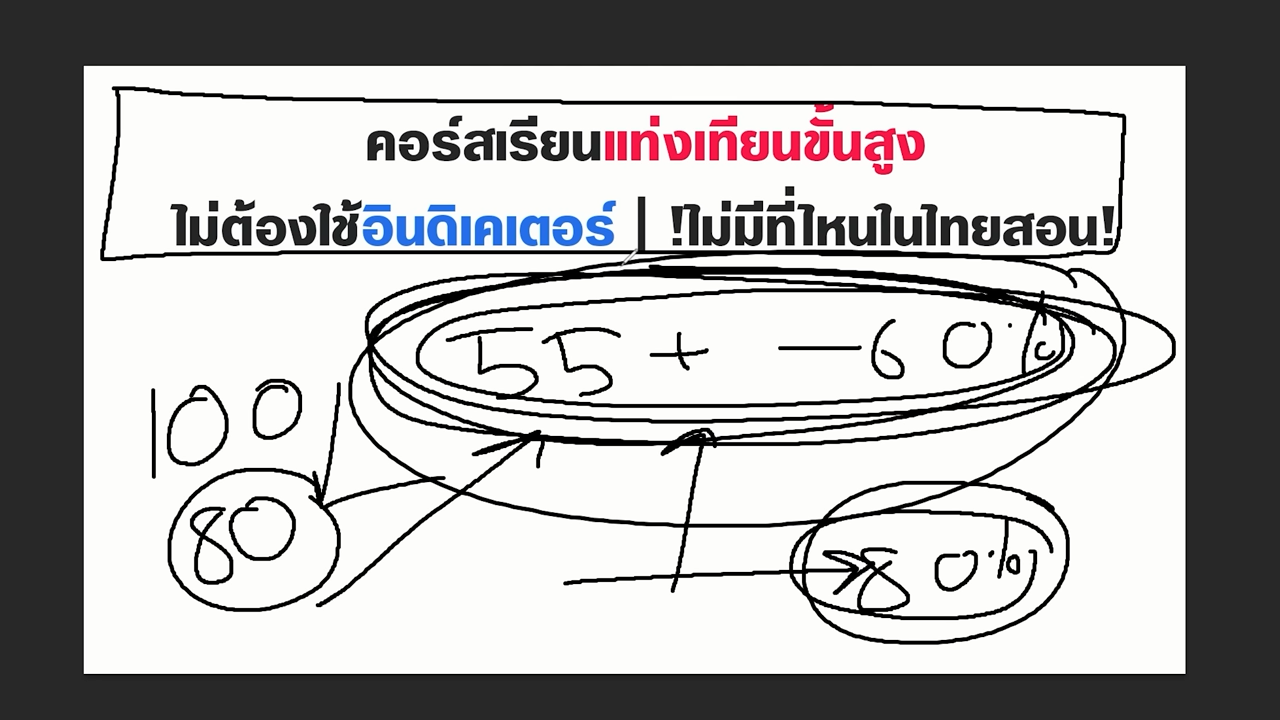 คอร์สเรียนแท่งเทียนขั้นสูง
ไม่ต้องใช้อินดิเคเตอร์ | !ไม่มีที่ไหนในไทยสอน!
55 + — 60%
100
80
80%